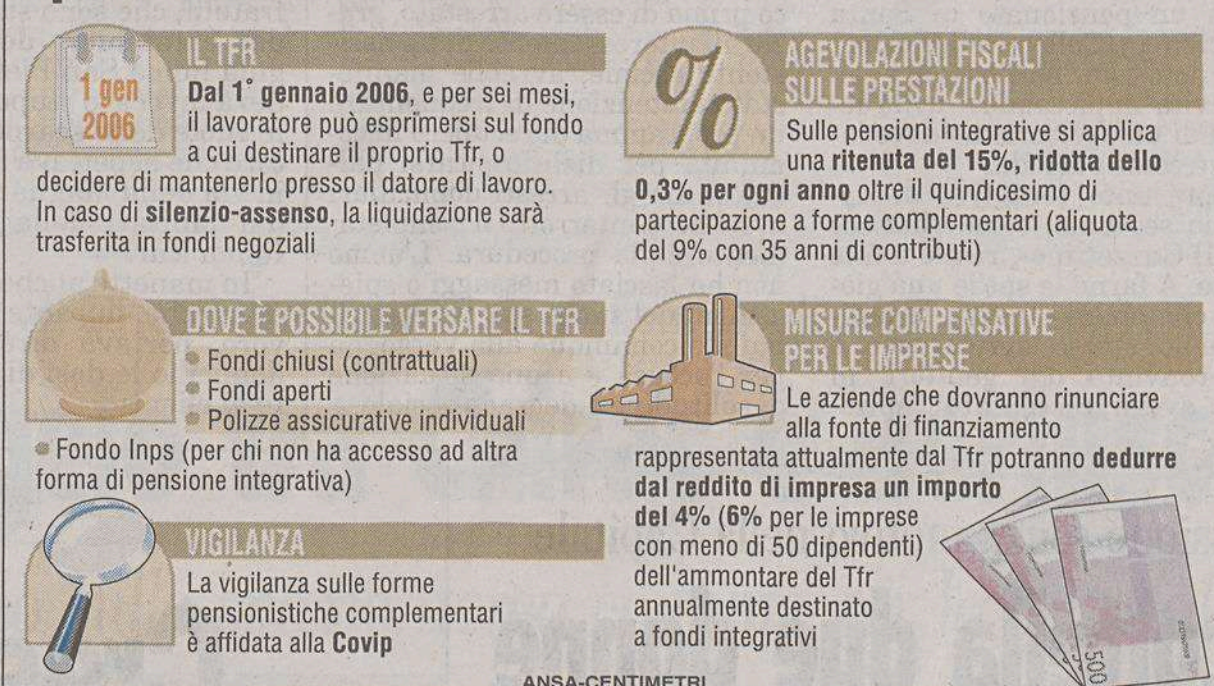 1 gen
2006
IL TFR
Dal 1° gennaio 2006, e per sei mesi,
il lavoratore può esprimersi sul fondo
a cui destinare il proprio Tfr, o
decidere di mantenerlo presso il datore di lavoro.
In caso di silenzio-assenso, la liquidazione sarà
trasferita in fondi negoziali
DOVE È POSSIBILE VERSARE IL TFR
Fondi chiusi (contrattuali)
Fondi aperti
Polizze assicurative individuali
Fondo Inps (per chi non ha accesso ad altra
forma di pensione integrativa)
VIGILANZA
La vigilanza sulle forme
pensionistiche complementari
è affidata alla Covip
%
AGEVOLAZIONI FISCALI
SULLE PRESTAZIONI
Sulle pensioni integrative si applica
una ritenuta del 15%, ridotta dello
0,3% per ogni anno oltre il quindicesimo di
partecipazione a forme complementari (aliquota
del 9% con 35 anni di contributi)
MISURE COMPENSATIVE
PER LE IMPRESE
Le aziende che dovranno rinunciare
alla fonte di finanziamento
rappresentata attualmente dal Tfr potranno dedurre
dal reddito di impresa un importo
del 4% (6% per le imprese
con meno di 50 dipendenti)
dell'ammontare del Tfr
annualmente destinato
a fondi integrativi
500
ANSA-CENTIMETRI